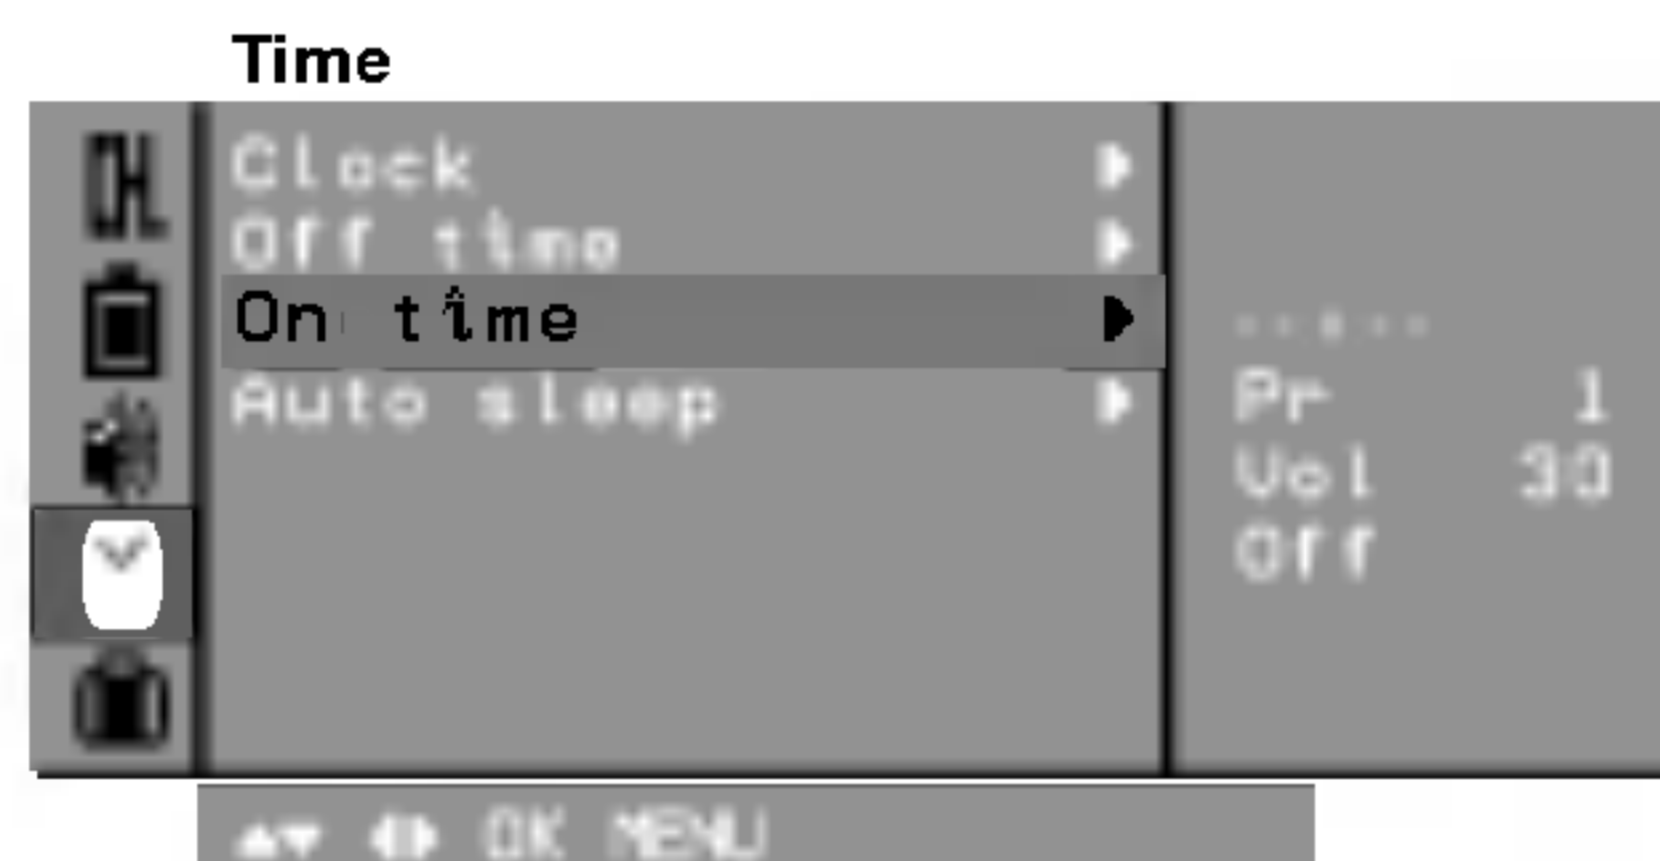 Time
Clock
Off time
On time
--:--
Auto sleep
Pr 1
Vol 30
Off
▲▼ ◀▶ OK MENU